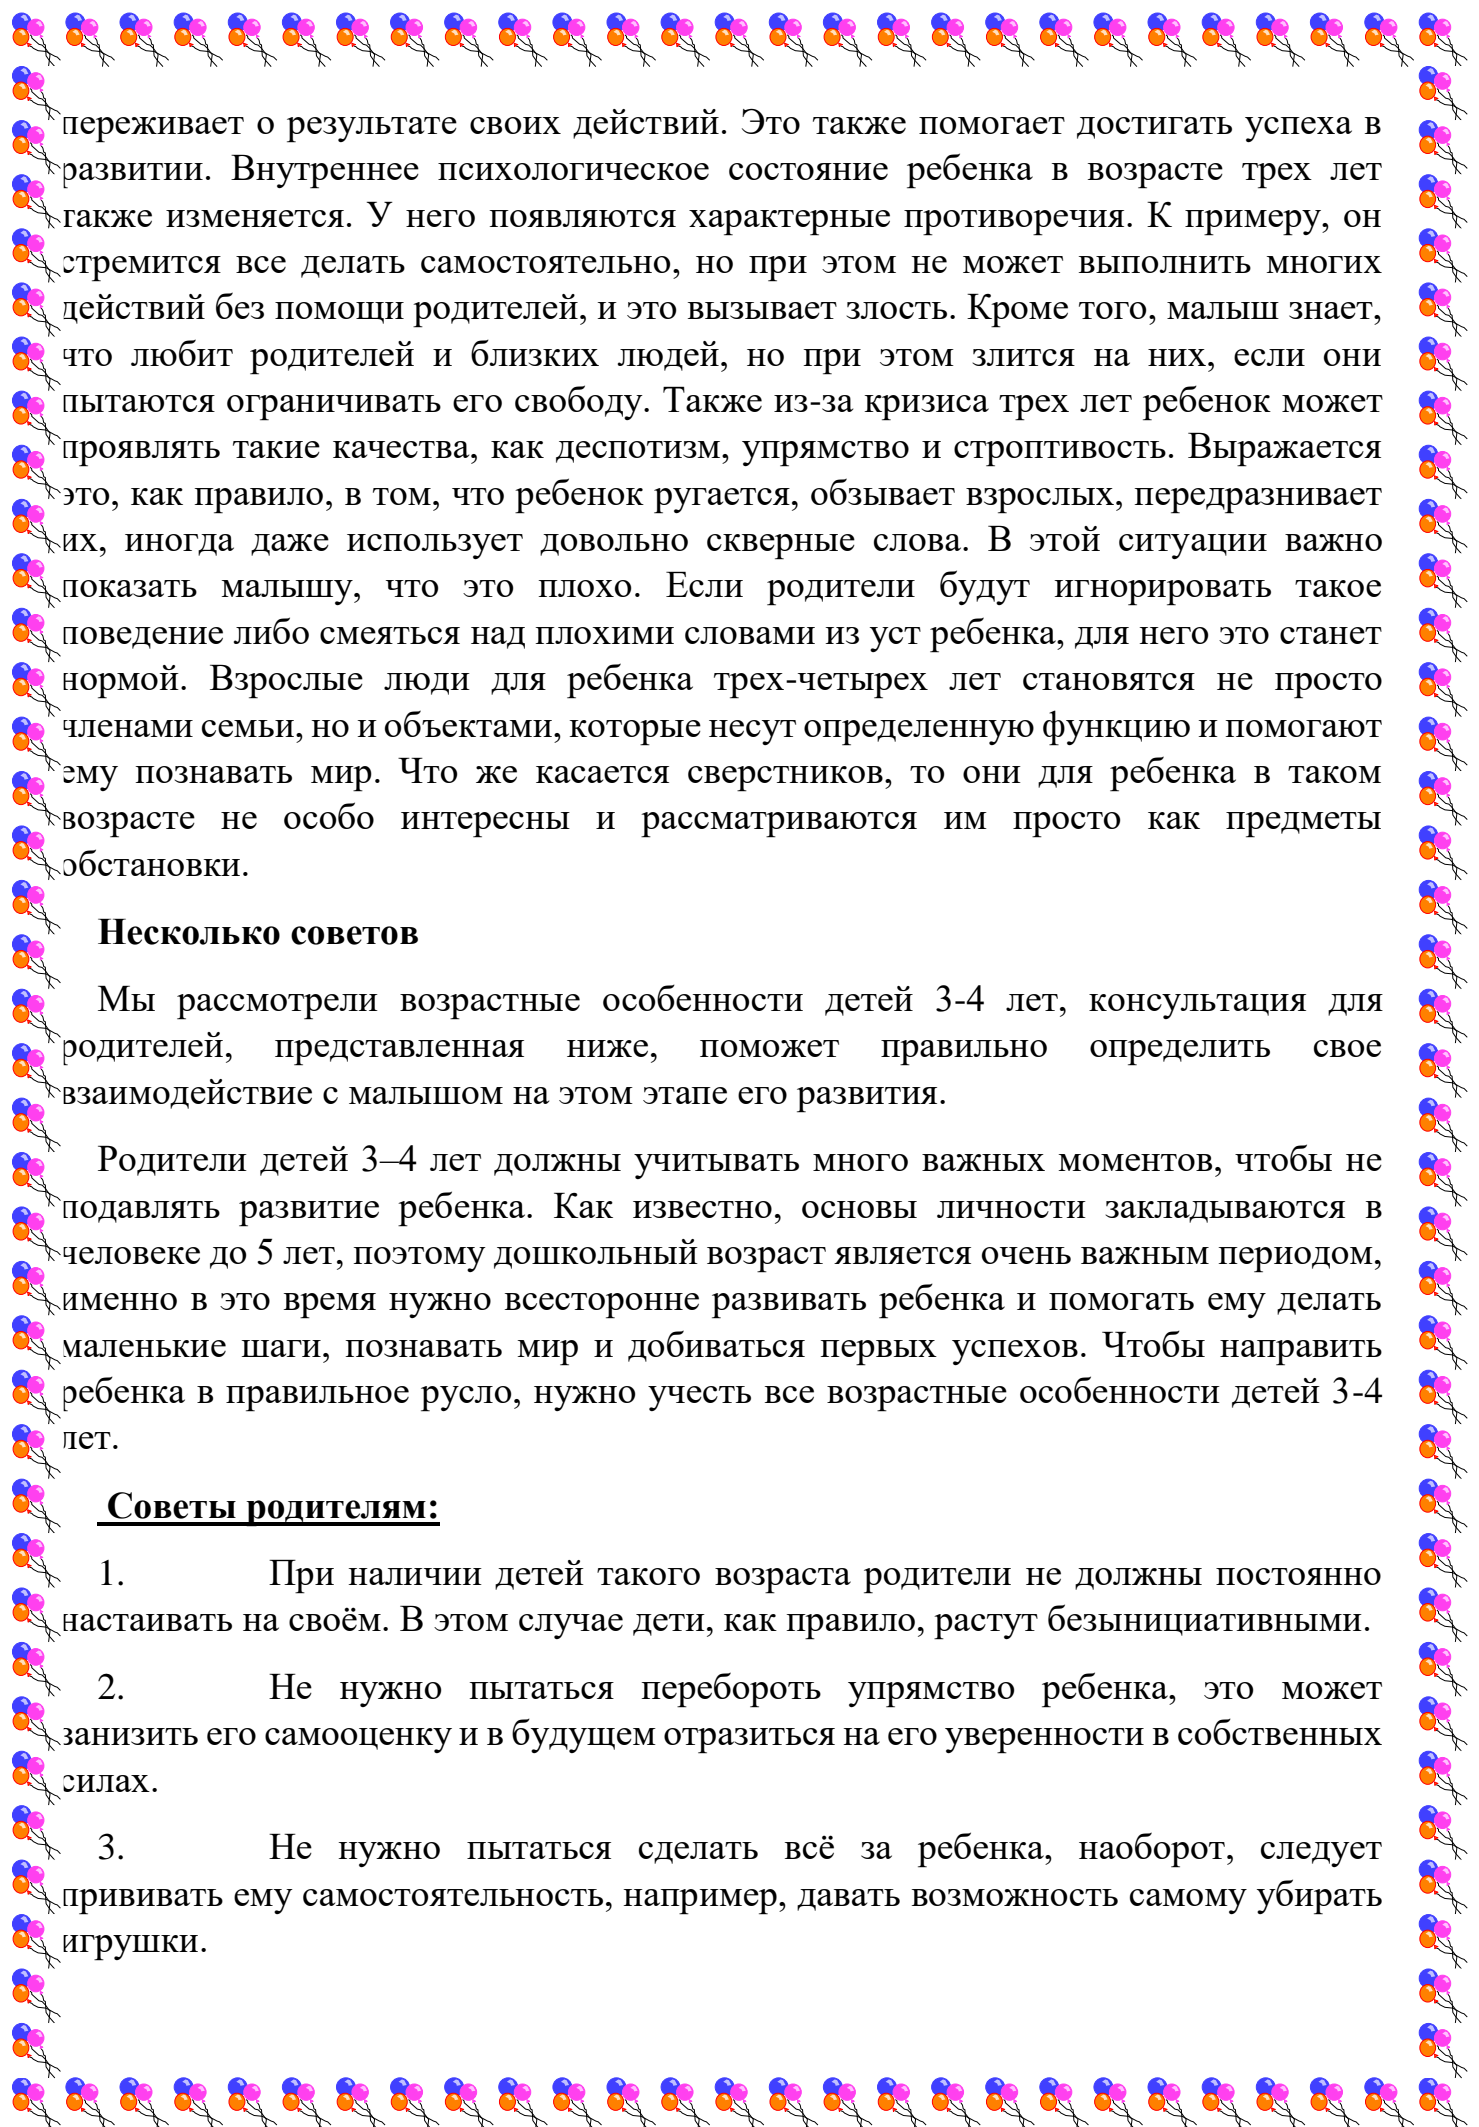 переживает о результате своих действий. Это также помогает достигать успеха в
развитии. Внутреннее психологическое состояние ребенка в возрасте трех лет
также изменяется. У него появляются характерные противоречия. К примеру, он
стремится все делать самостоятельно, но при этом не может выполнить многих
действий без помощи родителей, и это вызывает злость. Кроме того, малыш знает,
что любит родителей и близких людей, но при этом злится на них, если они
пытаются ограничивать его свободу. Также из-за кризиса трех лет ребенок может
проявлять такие качества, как деспотизм, упрямство и строптивость. Выражается
это, как правило, в том, что ребенок ругается, обзывает взрослых, передразнивает
их, иногда даже использует довольно скверные слова. В этой ситуации важно
показать малышу, что это плохо. Если родители будут игнорировать такое
поведение либо смеяться над плохими словами из уст ребенка, для него это станет
нормой. Взрослые люди для ребенка трех-четырех лет становятся не просто
членами семьи, но и объектами, которые несут определенную функцию и помогают
ему познавать мир. Что же касается сверстников, то они для ребенка в таком
возрасте не особо интересны и рассматриваются им просто как предметы
обстановки.
Несколько советов
Мы рассмотрели возрастные особенности детей 3-4 лет, консультация для
родителей, представленная ниже, поможет правильно определить свое
взаимодействие с малышом на этом этапе его развития.
Родители детей 3–4 лет должны учитывать много важных моментов, чтобы не
подавлять развитие ребенка. Как известно, основы личности закладываются в
человеке до 5 лет, поэтому дошкольный возраст является очень важным периодом,
именно в это время нужно всесторонне развивать ребенка и помогать ему делать
маленькие шаги, познавать мир и добиваться первых успехов. Чтобы направить
ребенка в правильное русло, нужно учесть все возрастные особенности детей 3-4
лет.
Советы родителям:
1. При наличии детей такого возраста родители не должны постоянно
настаивать на своём. В этом случае дети, как правило, растут безынициативными.
2. Не нужно пытаться перебороть упрямство ребенка, это может
занизить его самооценку и в будущем отразиться на его уверенности в собственных
силах.
3. Не нужно пытаться сделать всё за ребенка, наоборот, следует
прививать ему самостоятельность, например, давать возможность самому убирать
игрушки.